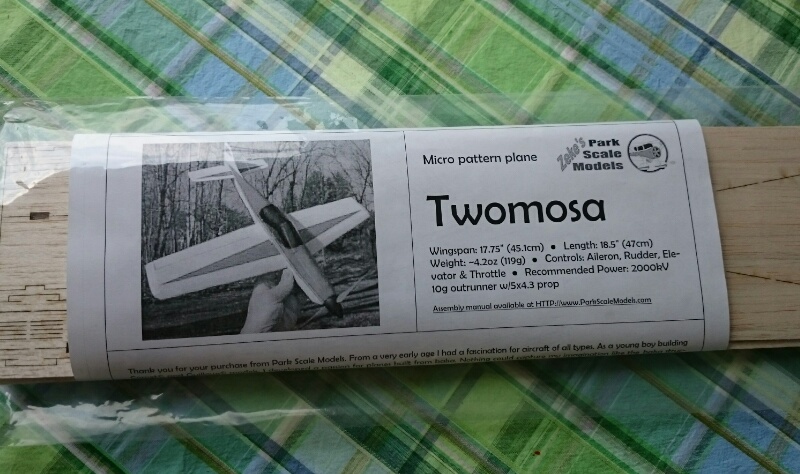 Micro pattern plane
Zeke's Park
Scale
Models
Twomosa
Wingspan: 17.75" (45.1cm) • Length: 18.5" (47cm)
Weight: ~4.2oz (119g) • Controls: Aileron, Rudder, Ele-
vator & Throttle • Recommended Power: 2000kV
10g outrunner w/5x4.3 prop
Assembly manual available at HTTP://www.ParkScaleModels.com
Thank you for your purchase from Park Scale Models. From a very early age I had a fascination for aircraft of all types. As a young boy building